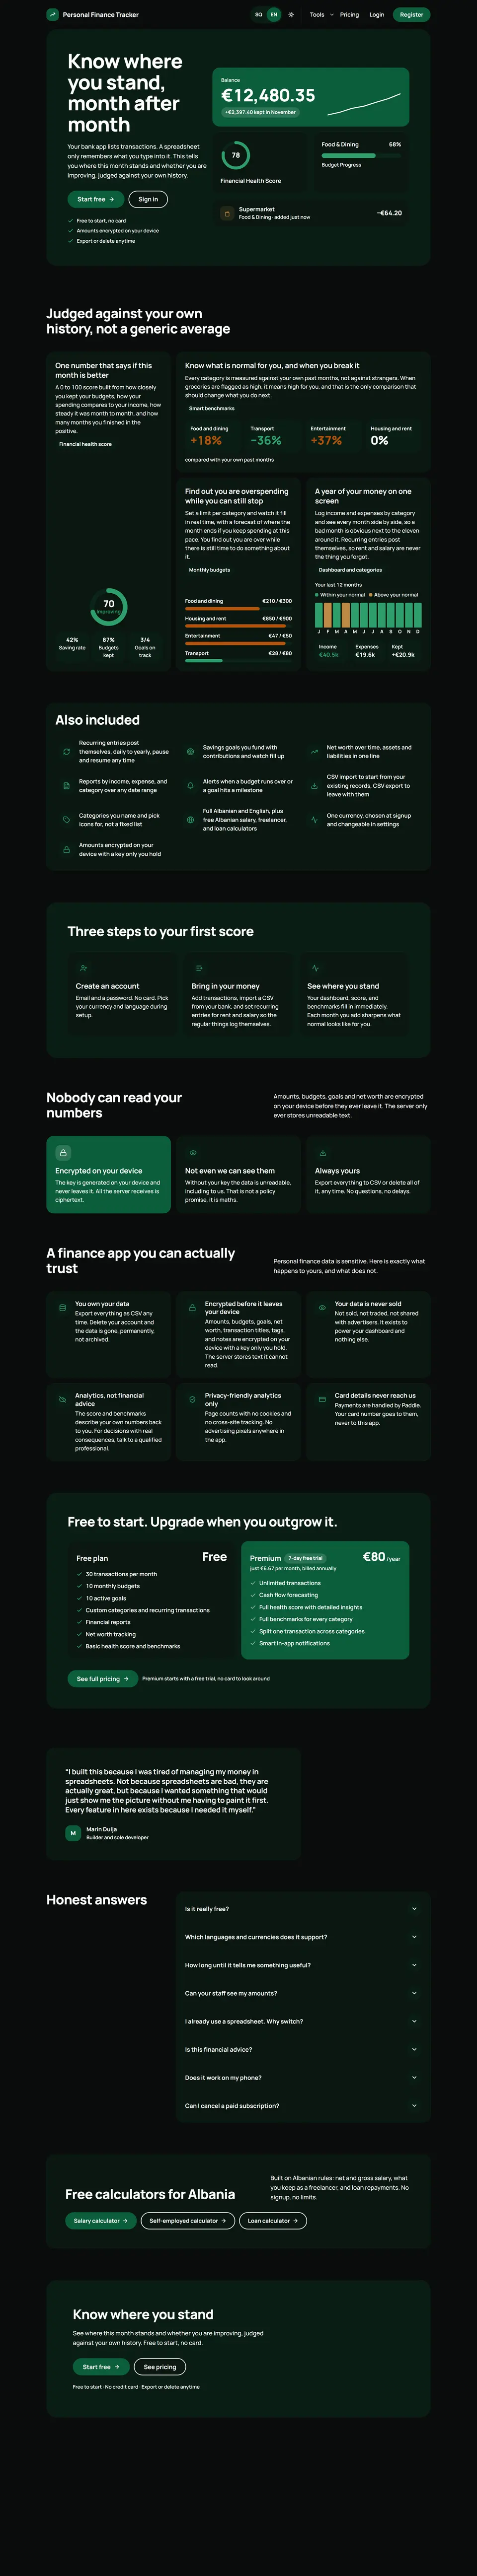 Personal Finance Tracker
SQ EN
Tools
Pricing
Login
Register
Know where
you stand,
month after
month
Your bank app lists transactions. A spreadsheet
only remembers what you type into it. This tells
you where this month stands and whether you are
improving, judged against your own history.
Start free
Sign in
Free to start, no card
Amounts encrypted on your device
Export or delete anytime
Balance
€12,480.35
+€2,397.40 kept in November
78
Financial Health Score
Food & Dining 68%
Budget Progress
Supermarket
Food & Dining · added just now
−€64.20
Judged against your own
history, not a generic average
One number that says if this
month is better
A 0 to 100 score built from how closely
you kept your budgets, how your
spending compares to your income, how
steady it was month to month, and how
many months you finished in the
positive.
Financial health score
70
42%
Saving rate
87%
Budgets
kept
3/4
Goals on
track
Know what is normal for you, and when you break it
Every category is measured against your own past months, not against strangers. When
groceries are flagged as high, it means high for you, and that is the only comparison that
should change what you do next.
Smart benchmarks
Food and dining
+18%
Transport
−36%
Entertainment
+37%
Housing and rent
0%
compared with your own past months
Find out you are overspending
while you can still stop
Set a limit per category and watch it fill
in real time, with a forecast of where the
month ends if you keep spending at this
pace. You find out you are over while
there is still time to do something about
it.
Monthly budgets
Food and dining €210 / €300
Housing and rent €850 / €900
Entertainment €47 / €50
Transport €28 / €80
A year of your money on one
screen
Log income and expenses by category
and see every month side by side, so a
bad month is obvious next to the eleven
around it. Recurring entries post
themselves, so rent and salary are never
the thing you forgot.
Dashboard and categories
Your last 12 months
Within your normal Above your normal
J F M A M J J A S O N D
Income
€40.5k
Expenses
€19.6k
Kept
+€20.9k
Also included
Recurring entries post
themselves, daily to yearly, pause
and resume any time
Savings goals you fund with
contributions and watch fill up
Net worth over time, assets and
liabilities in one line
Reports by income, expense, and
category over any date range
Alerts when a budget runs over or
a goal hits a milestone
CSV import to start from your
existing records, CSV export to
leave with them
Categories you name and pick
icons for, not a fixed list
Full Albanian and English, plus
free Albanian salary, freelancer,
and loan calculators
One currency, chosen at signup
and changeable in settings
Amounts encrypted on your
device with a key only you hold
Three steps to your first score
Create an account
Email and a password. No card. Pick
your currency and language during
setup.
Bring in your money
Add transactions, import a CSV
from your bank, and set recurring
entries for rent and salary so the
regular things log themselves.
See where you stand
Your dashboard, score, and
benchmarks fill in immediately.
Each month you add sharpens what
normal looks like for you.
Nobody can read your
numbers
Amounts, budgets, goals and net worth are encrypted
on your device before they ever leave it. The server only
ever stores unreadable text.
Encrypted on your device
The key is generated on your device and
never leaves it. All the server receives is
ciphertext.
Not even we can see them
Without your key the data is unreadable,
including to us. That is not a policy
promise, it is maths.
Always yours
Export everything to CSV or delete all of
it, any time. No questions, no delays.
A finance app you can actually
trust
Personal finance data is sensitive. Here is exactly what
happens to yours, and what does not.
You own your data
Export everything as CSV any
time. Delete your account and
the data is gone, permanently,
not archived.
Encrypted before it leaves
your device
Amounts, budgets, goals, net
worth, transaction titles, tags,
and notes are encrypted on your
device with a key only you hold.
The server stores text it cannot
read.
Your data is never sold
Not sold, not traded, not shared
with advertisers. It exists to
power your dashboard and
nothing else.
Analytics, not financial
advice
The score and benchmarks
describe your own numbers back
to you. For decisions with real
consequences, talk to a qualified
professional.
Privacy-friendly analytics
only
Page counts with no cookies and
no cross-site tracking. No
advertising pixels anywhere in
the app.
Card details never reach us
Payments are handled by Paddle.
Your card number goes to them,
never to this app.
Free to start. Upgrade when you outgrow it.
Free plan Free
30 transactions per month
10 monthly budgets
10 active goals
Custom categories and recurring transactions
Financial reports
Net worth tracking
Basic health score and benchmarks
Premium 7-day free trial €80 /year
just €6.67 per month, billed annually
Unlimited transactions
Cash flow forecasting
Full health score with detailed insights
Full benchmarks for every category
Split one transaction across categories
Smart in-app notifications
See full pricing
Premium starts with a free trial, no card to look around
“I built this because I was tired of managing my money in
spreadsheets. Not because spreadsheets are bad, they are
actually great, but because I wanted something that would
just show me the picture without me having to paint it first.
Every feature in here exists because I needed it myself.”
M
Marin Dulja
Builder and sole developer
Honest answers
Is it really free?
Which languages and currencies does it support?
How long until it tells me something useful?
Can your staff see my amounts?
I already use a spreadsheet. Why switch?
Is this financial advice?
Does it work on my phone?
Can I cancel a paid subscription?
Free calculators for Albania
Built on Albanian rules: net and gross salary, what
you keep as a freelancer, and loan repayments. No
signup, no limits.
Salary calculator
Self-employed calculator
Loan calculator
Know where you stand
See where this month stands and whether you are improving, judged
against your own history. Free to start, no card.
Start free
See pricing
Free to start · No credit card · Export or delete anytime